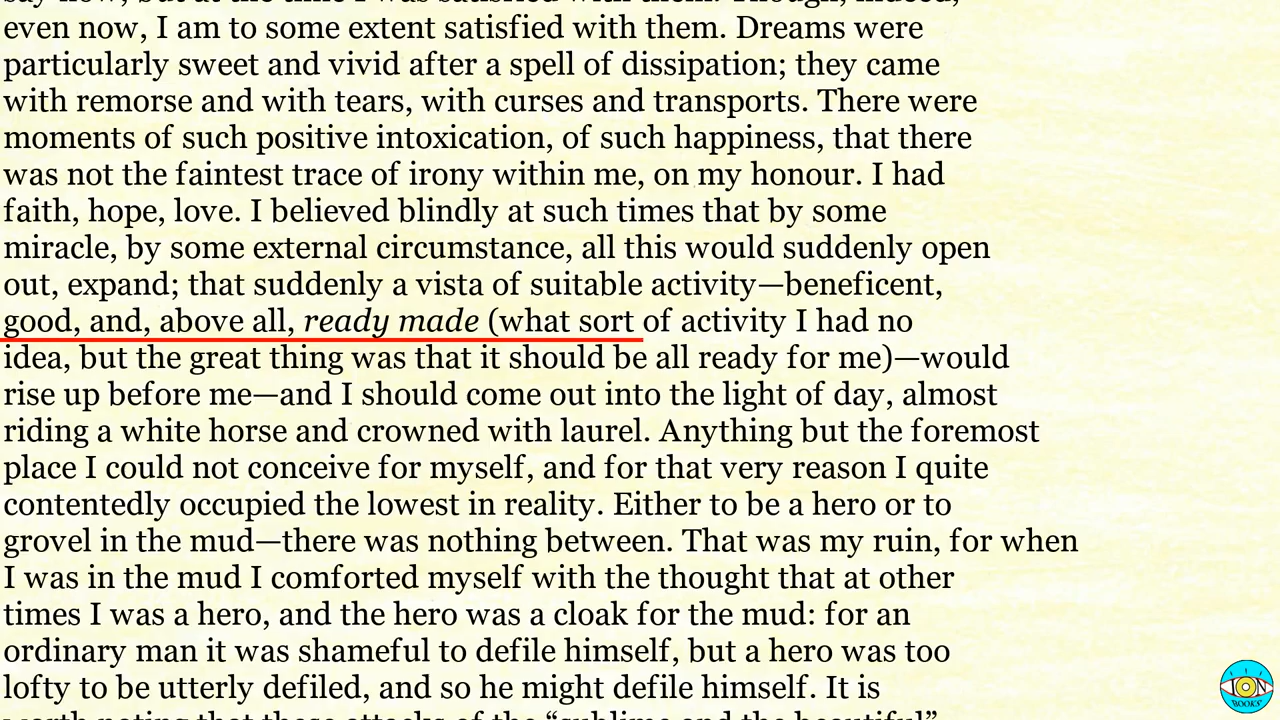 even now, I am to some extent satisfied with them. Dreams were
particularly sweet and vivid after a spell of dissipation; they came
with remorse and with tears, with curses and transports. There were
moments of such positive intoxication, of such happiness, that there
was not the faintest trace of irony within me, on my honour. I had
faith, hope, love. I believed blindly at such times that by some
miracle, by some external circumstance, all this would suddenly open
out, expand; that suddenly a vista of suitable activity—beneficent,
good, and, above all, ready made (what sort of activity I had no
idea, but the great thing was that it should be all ready for me)—would
rise up before me—and I should come out into the light of day, almost
riding a white horse and crowned with laurel. Anything but the foremost
place I could not conceive for myself, and for that very reason I quite
contentedly occupied the lowest in reality. Either to be a hero or to
grovel in the mud—there was nothing between. That was my ruin, for when
I was in the mud I comforted myself with the thought that at other
times I was a hero, and the hero was a cloak for the mud: for an
ordinary man it was shameful to defile himself, but a hero was too
lofty to be utterly defiled, and so he might defile himself. It is
ION
BOOKS